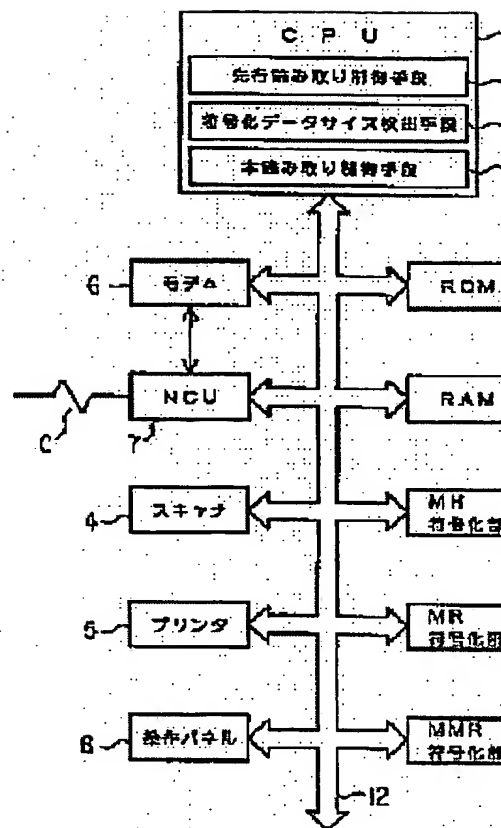 CPU
先行読み取り制御手段
符号化データサイズ検出手段
本読み取り制御手段
6 モデム
ROM
NCU
7
C
RAM
4 スキャナ
MH
符号化部
5 プリンタ
MR
符号化部
8 操作パネル
MMR
符号化部
12